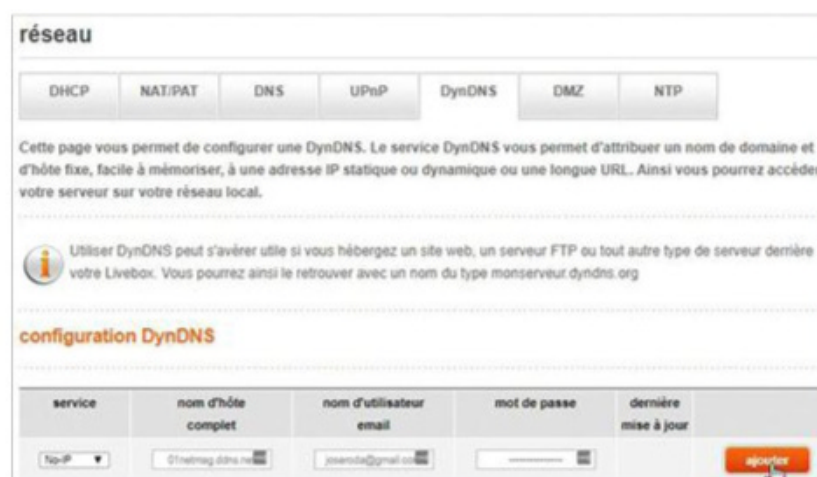 réseau
DHCP NAT/PAT DNS UPnP DynDNS DMZ NTP
Cette page vous permet de configurer une DynDNS. Le service DynDNS vous permet d'attribuer un nom de domaine et
d'hôte fixe, facile à mémoriser, à une adresse IP statique ou dynamique ou une longue URL. Ainsi vous pourrez accéder
votre serveur sur votre réseau local.
Utiliser DynDNS peut s'avérer utile si vous hébergez un site web, un serveur FTP ou tout autre type de serveur derrière
votre Livebox. Vous pourrez ainsi le retrouver avec un nom du type monserveur.dyndns.org
configuration DynDNS
service nom d'hôte nom d'utilisateur mot de passe dernière
complet email mise à jour
No-IP 01netmag.ddns.ne joseroda@gmail.co ajouter